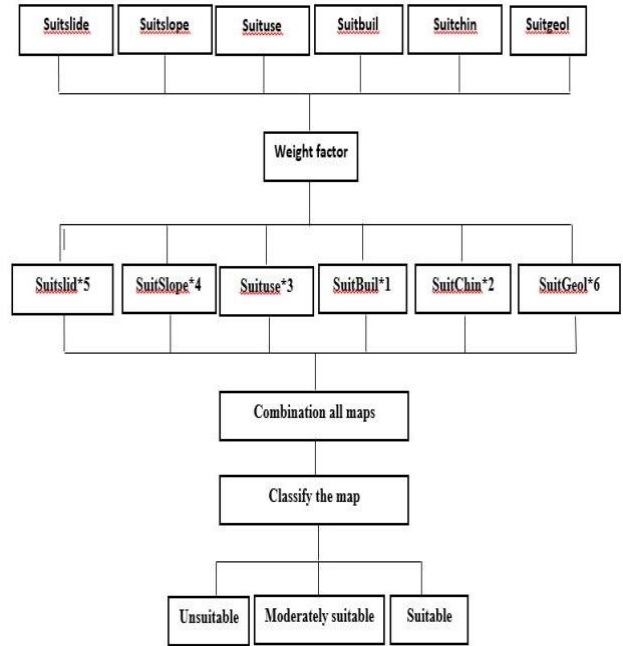 Suitslide
Suitslope
Suituse
Suitbuil
Suitchin
Suitgeol
Weight factor
Suitslid*5
SuitSlope*4
Suituse*3
SuitBuil*1
SuitChin*2
SuitGeol*6
Combination all maps
Classify the map
Unsuitable
Moderately suitable
Suitable